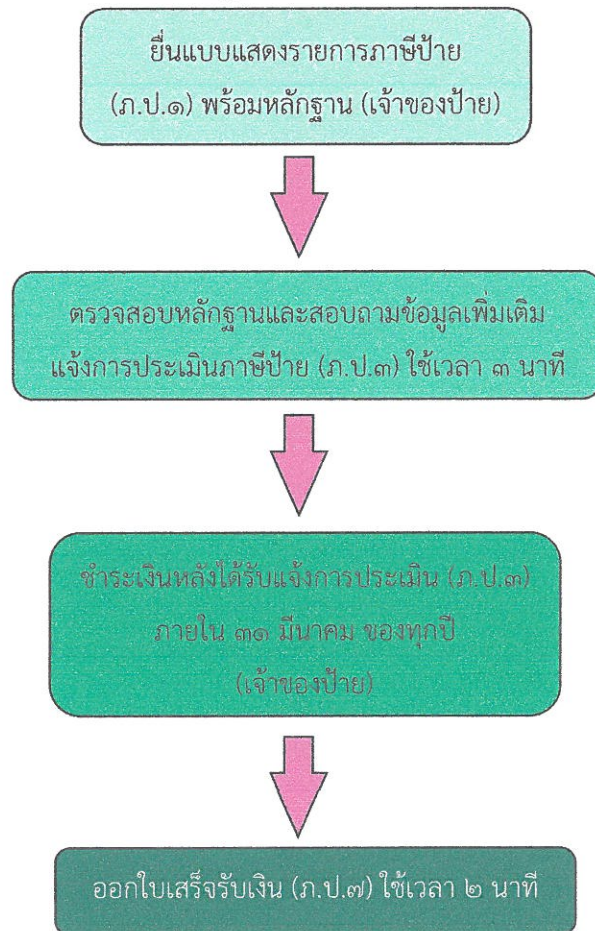 ยื่นแบบแสดงรายการภาษีป้าย
(ภ.ป.๑) พร้อมหลักฐาน (เจ้าของป้าย)
ตรวจสอบหลักฐานและสอบถามข้อมูลเพิ่มเติม
แจ้งการประเมินภาษีป้าย (ภ.ป.๓) ใช้เวลา ๓ นาที
ชำระเงินหลังได้รับแจ้งการประเมิน (ภ.ป.๓)
ภายใน ๓๑ มีนาคม ของทุกปี
(เจ้าของป้าย)
ออกใบเสร็จรับเงิน (ภ.ป.๗) ใช้เวลา ๒ นาที